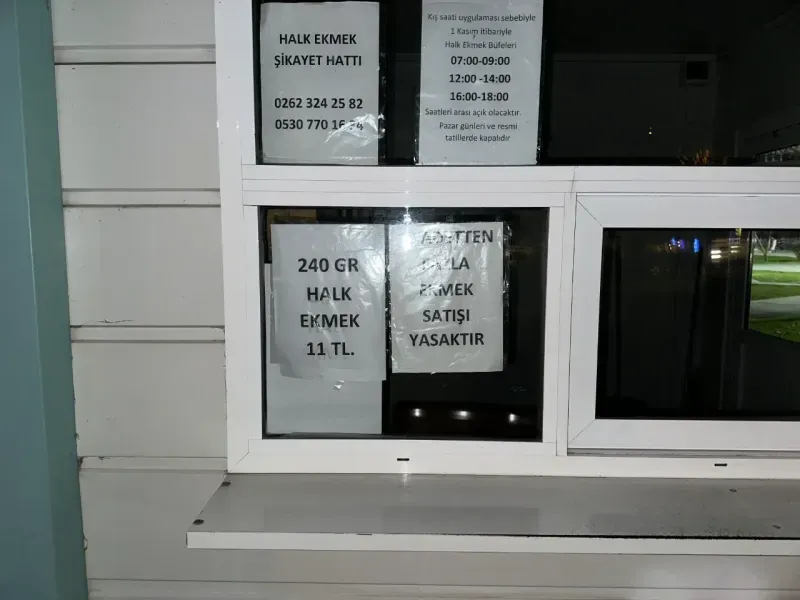 HALK EKMEK
ŞİKAYET HATTI
0262 324 25 82
0530 770 16
Kış saati uygulaması sebebiyle
1 Kasım itibariyle
Halk Ekmek Büfeleri
07:00-09:00
12:00 -14:00
16:00-18:00
Saatleri arası açık olacaktır.
Pazar günleri ve resmi
tatillerde kapalıdır
240 GR
HALK
EKMEK
11 TL.
ADETTEN
FAZLA
EKMEK
SATIŞI
YASAKTIR